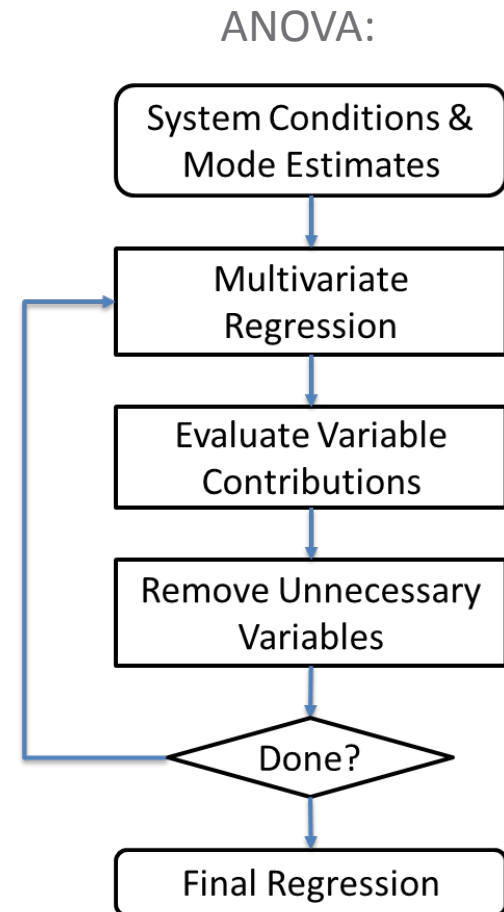 ANOVA:
System Conditions &
Mode Estimates
Multivariate
Regression
Evaluate Variable
Contributions
Remove Unnecessary
Variables
Done?
Final Regression